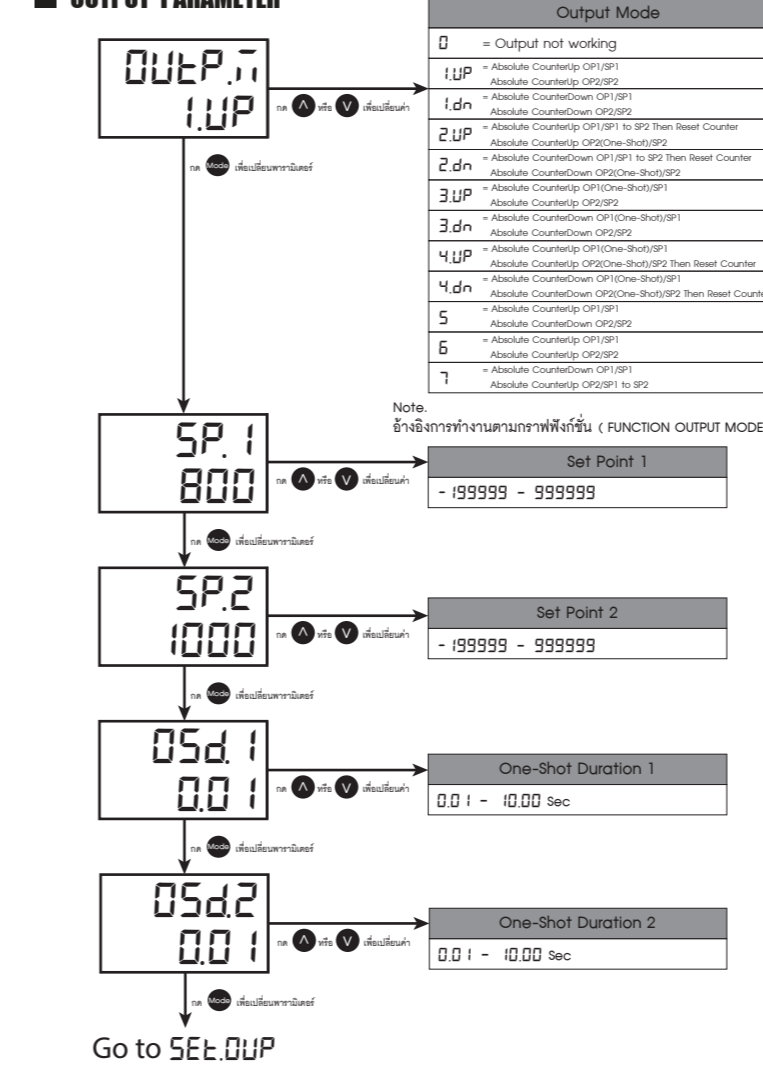 OUTPUT PARAMETER
OUtP.m
1.UP
กด ∧ หรือ ∨ เพื่อเปลี่ยนค่า
กด Mode เพื่อเปลี่ยนพารามิเตอร์
Output Mode
0 = Output not working
1.UP = Absolute CounterUp OP1/SP1
Absolute CounterUp OP2/SP2
1.dn = Absolute CounterDown OP1/SP1
Absolute CounterDown OP2/SP2
2.UP = Absolute CounterUp OP1/SP1 to SP2 Then Reset Counter
Absolute CounterUp OP2(One-Shot)/SP2
2.dn = Absolute CounterDown OP1/SP1 to SP2 Then Reset Counter
Absolute CounterDown OP2(One-Shot)/SP2
3.UP = Absolute CounterUp OP1(One-Shot)/SP1
Absolute CounterUp OP2/SP2
3.dn = Absolute CounterDown OP1(One-Shot)/SP1
Absolute CounterDown OP2/SP2
4.UP = Absolute CounterUp OP1(One-Shot)/SP1
Absolute CounterUp OP2(One-Shot)/SP2 Then Reset Counter
4.dn = Absolute CounterDown OP1(One-Shot)/SP1
Absolute CounterDown OP2(One-Shot)/SP2 Then Reset Counte
5 = Absolute CounterUp OP1/SP1
Absolute CounterDown OP2/SP2
6 = Absolute CounterUp OP1/SP1
Absolute CounterUp OP2/SP2
7 = Absolute CounterDown OP1/SP1
Absolute CounterUp OP2/SP1 to SP2
Note.
อ้างอิงการทำงานตามกราฟฟังก์ชั่น ( FUNCTION OUTPUT MODE
SP.1
800
กด ∧ หรือ ∨ เพื่อเปลี่ยนค่า
Set Point 1
-199999 - 999999
กด Mode เพื่อเปลี่ยนพารามิเตอร์
SP.2
1000
กด ∧ หรือ ∨ เพื่อเปลี่ยนค่า
Set Point 2
-199999 - 999999
กด Mode เพื่อเปลี่ยนพารามิเตอร์
OSd.1
0.01
กด ∧ หรือ ∨ เพื่อเปลี่ยนค่า
One-Shot Duration 1
0.01 - 10.00 Sec
กด Mode เพื่อเปลี่ยนพารามิเตอร์
OSd.2
0.01
กด ∧ หรือ ∨ เพื่อเปลี่ยนค่า
One-Shot Duration 2
0.01 - 10.00 Sec
กด Mode เพื่อเปลี่ยนพารามิเตอร์
Go to SEt.OUP